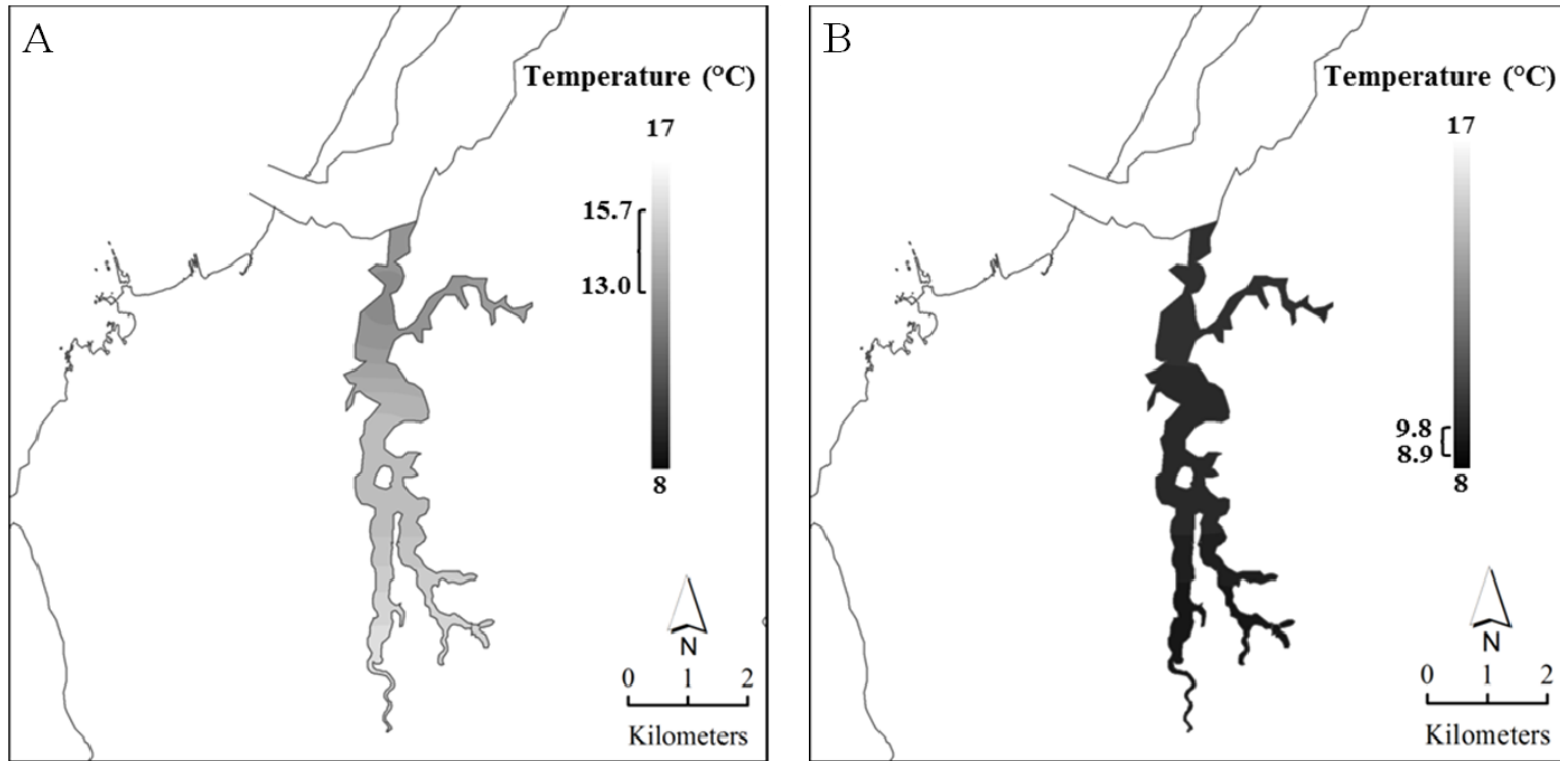 A
Temperature (°C)
17
15.7
13.0
8
N
0 1 2
Kilometers
B
Temperature (°C)
17
9.8
8.9
8
N
0 1 2
Kilometers